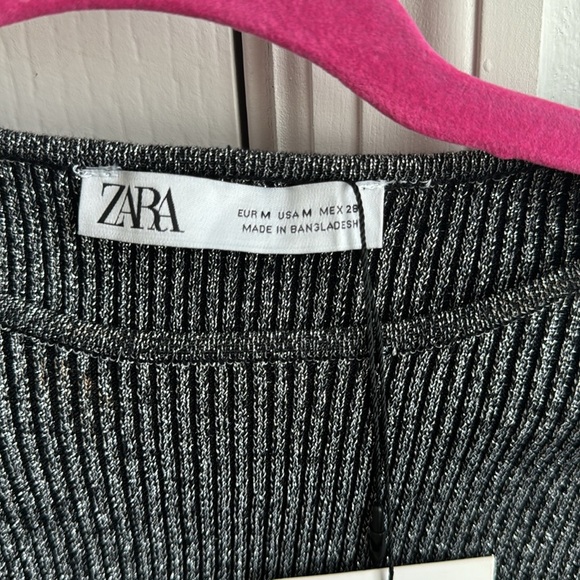 ZARA
EUR M USA M MEX 28
MADE IN BANGLADESH